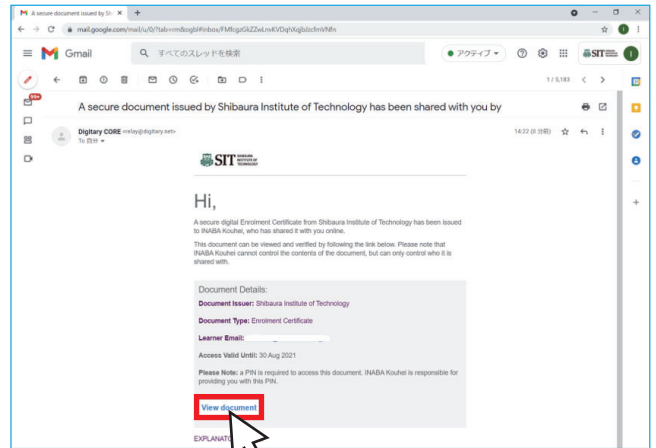 A secure document issued by Sh
mail.google.com/mail/u/0/?tab=rm&ogbl#inbox/FMfcgzGkZZwLnvKVDqhXqjbJzcfmVNfn
Gmail
すべてのスレッドを検索
アクティブ
SIT
I
99+
1 / 5,183
A secure document issued by Shibaura Institute of Technology has been shared with you by
Digitary CORE <relay@digitary.net>
14:22 (0 分前)
To 自分
SIT SHIBAURA INSTITUTE OF TECHNOLOGY
Hi,
A secure digital Enrolment Certificate from Shibaura Institute of Technology has been issued
to INABA Kouhei, who has shared it with you online.
This document can be viewed and verified by following the link below. Please note that
INABA Kouhei cannot control the contents of the document, but can only control who it is
shared with.
Document Details:
Document Issuer: Shibaura Institute of Technology
Document Type: Enrolment Certificate
Learner Email:
Access Valid Until: 30 Aug 2021
Please Note: a PIN is required to access this document. INABA Kouhei is responsible for
providing you with this PIN.
View document